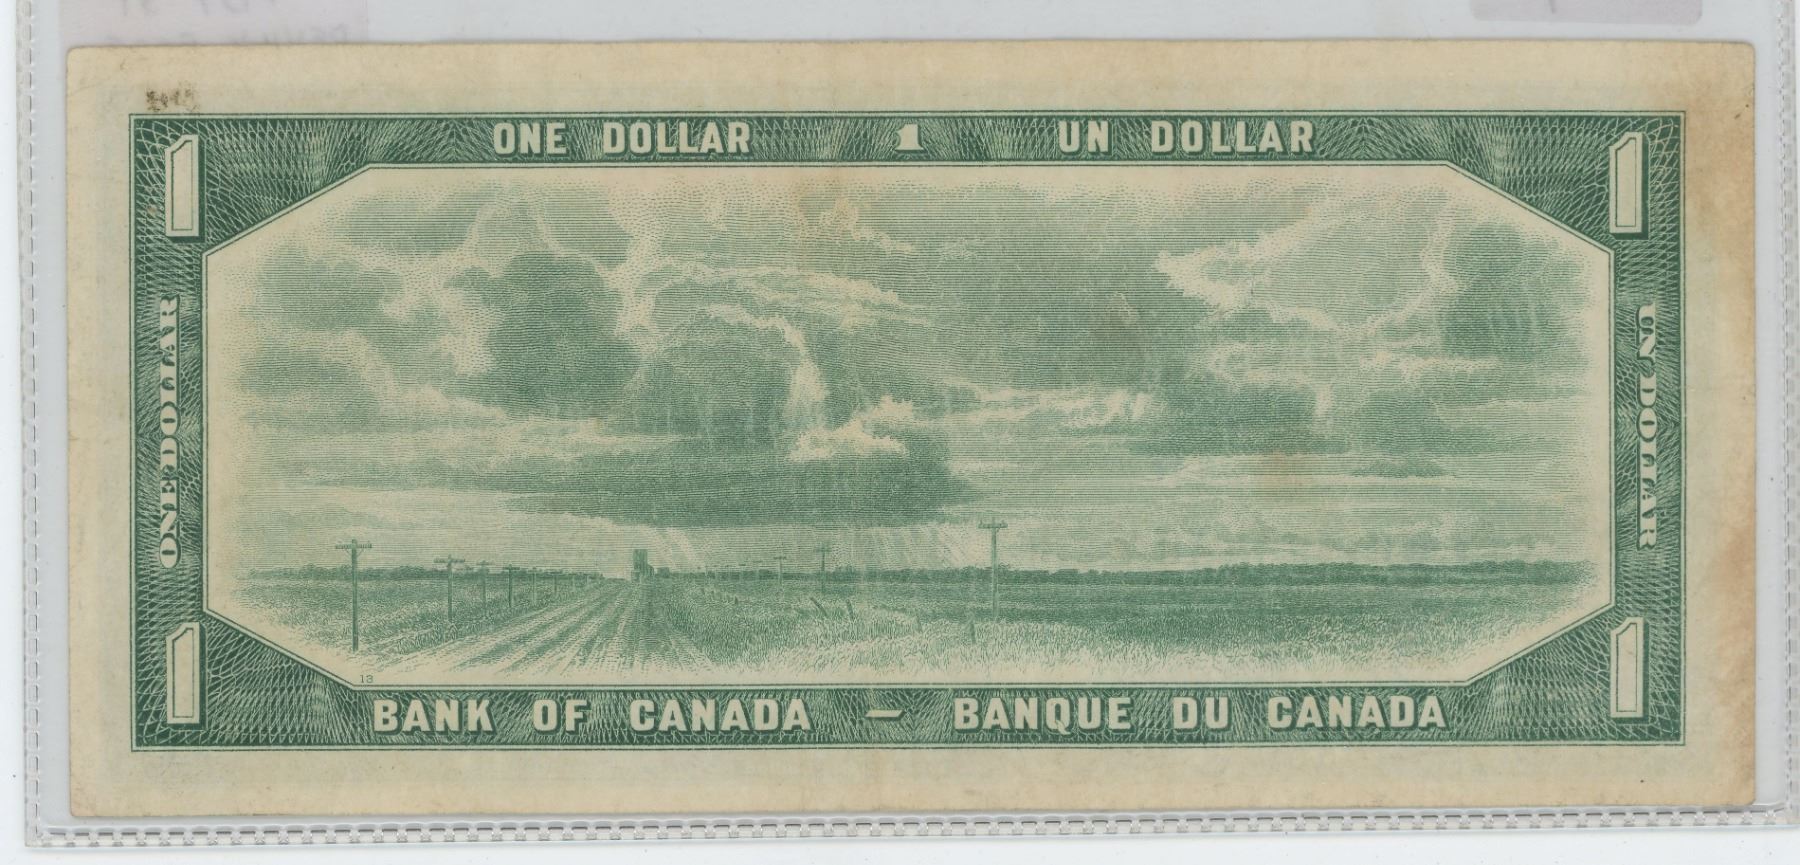 ONE DOLLAR 1 UN DOLLAR
1
1
ONE DOLLAR
UN DOLLAR
1
1
13
BANK OF CANADA — BANQUE DU CANADA